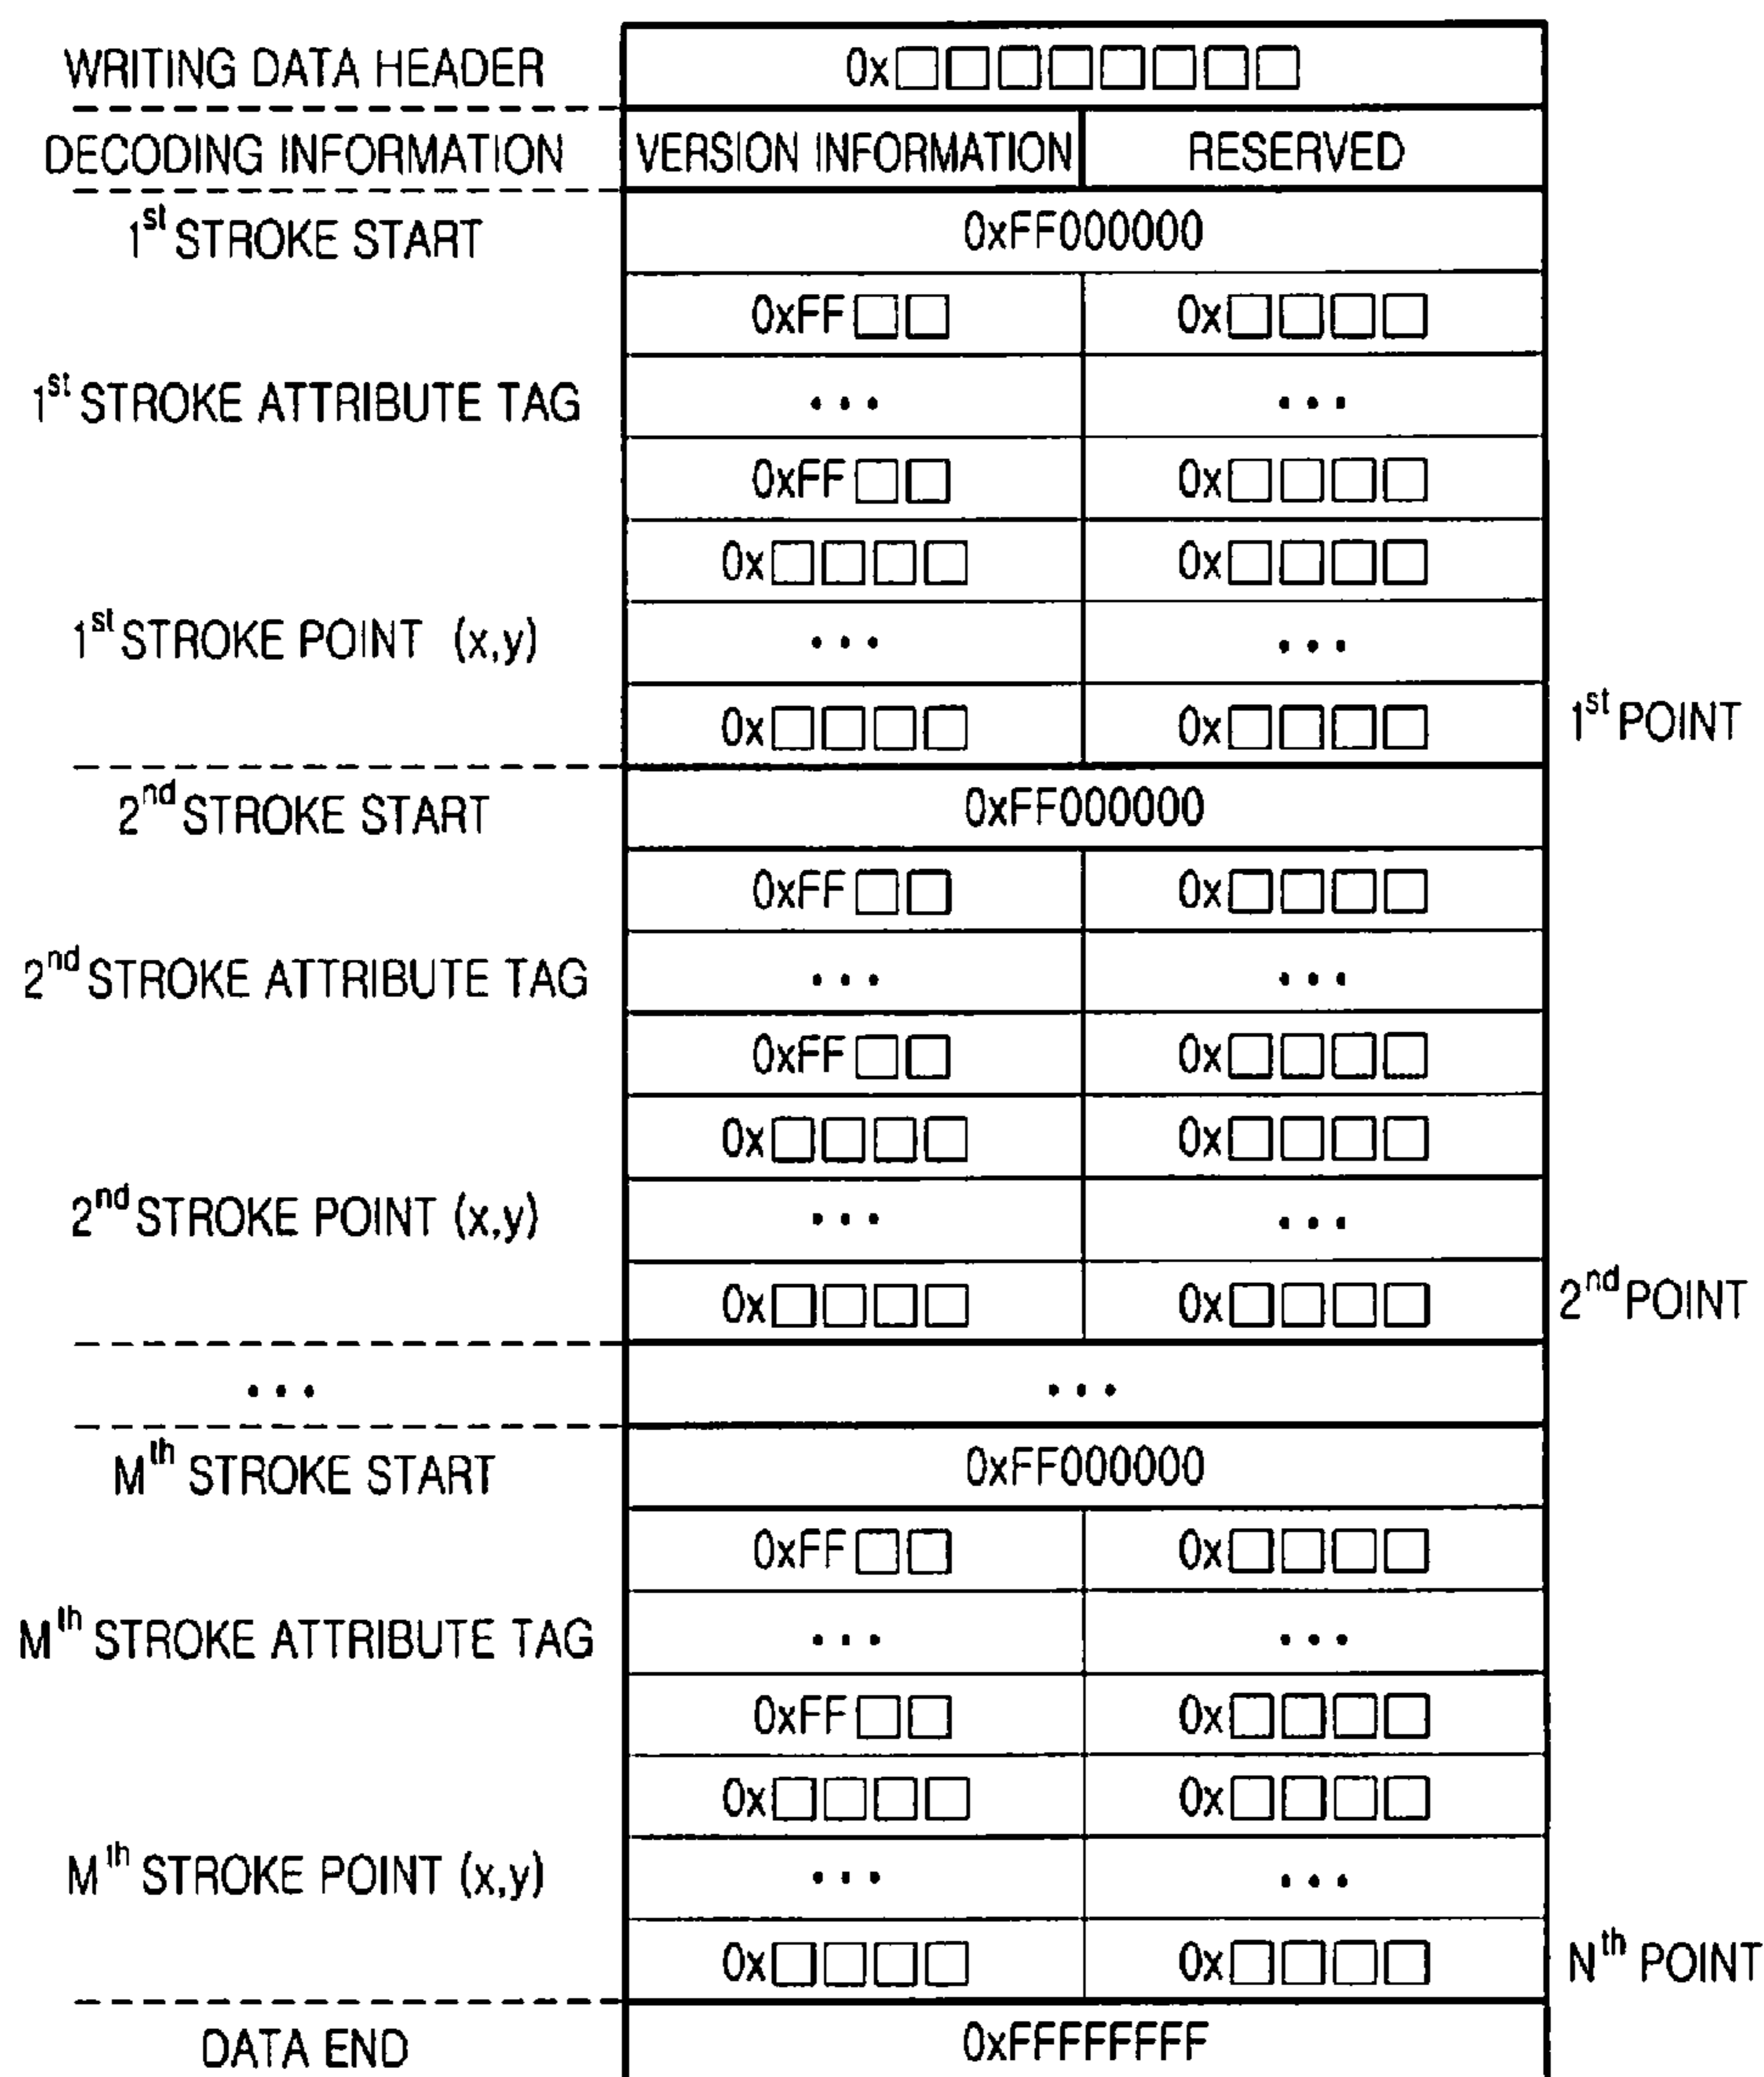 WRITING DATA HEADER 0x□□□□□□□□
DECODING INFORMATION VERSION INFORMATION RESERVED
1st STROKE START 0xFF000000
0xFF□□ 0x□□□□
1st STROKE ATTRIBUTE TAG ... ...
0xFF□□ 0x□□□□
0x□□□□ 0x□□□□
1st STROKE POINT (x,y) ... ...
0x□□□□ 0x□□□□ 1st POINT
2nd STROKE START 0xFF000000
0xFF□□ 0x□□□□
2nd STROKE ATTRIBUTE TAG ... ...
0xFF□□ 0x□□□□
0x□□□□ 0x□□□□
2nd STROKE POINT (x,y) ... ...
0x□□□□ 0x□□□□ 2nd POINT
... ...
Mth STROKE START 0xFF000000
0xFF□□ 0x□□□□
Mth STROKE ATTRIBUTE TAG ... ...
0xFF□□ 0x□□□□
0x□□□□ 0x□□□□
Mth STROKE POINT (x,y) ... ...
0x□□□□ 0x□□□□ Nth POINT
DATA END 0xFFFFFFFF